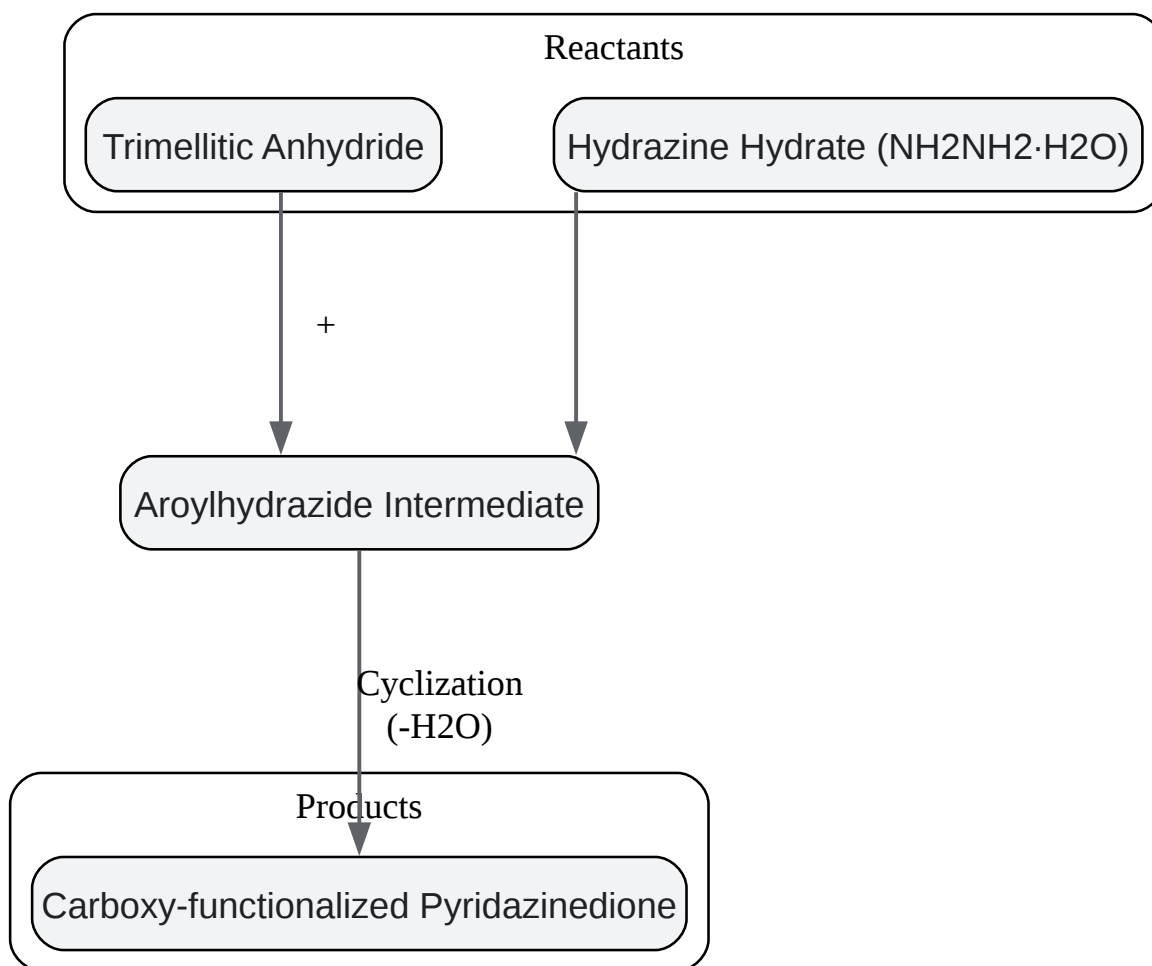 Reactants
Trimellitic Anhydride
Hydrazine Hydrate (NH2NH2·H2O)
+
Aroylhydrazide Intermediate
Cyclization
(-H2O)
Products
Carboxy-functionalized Pyridazinedione